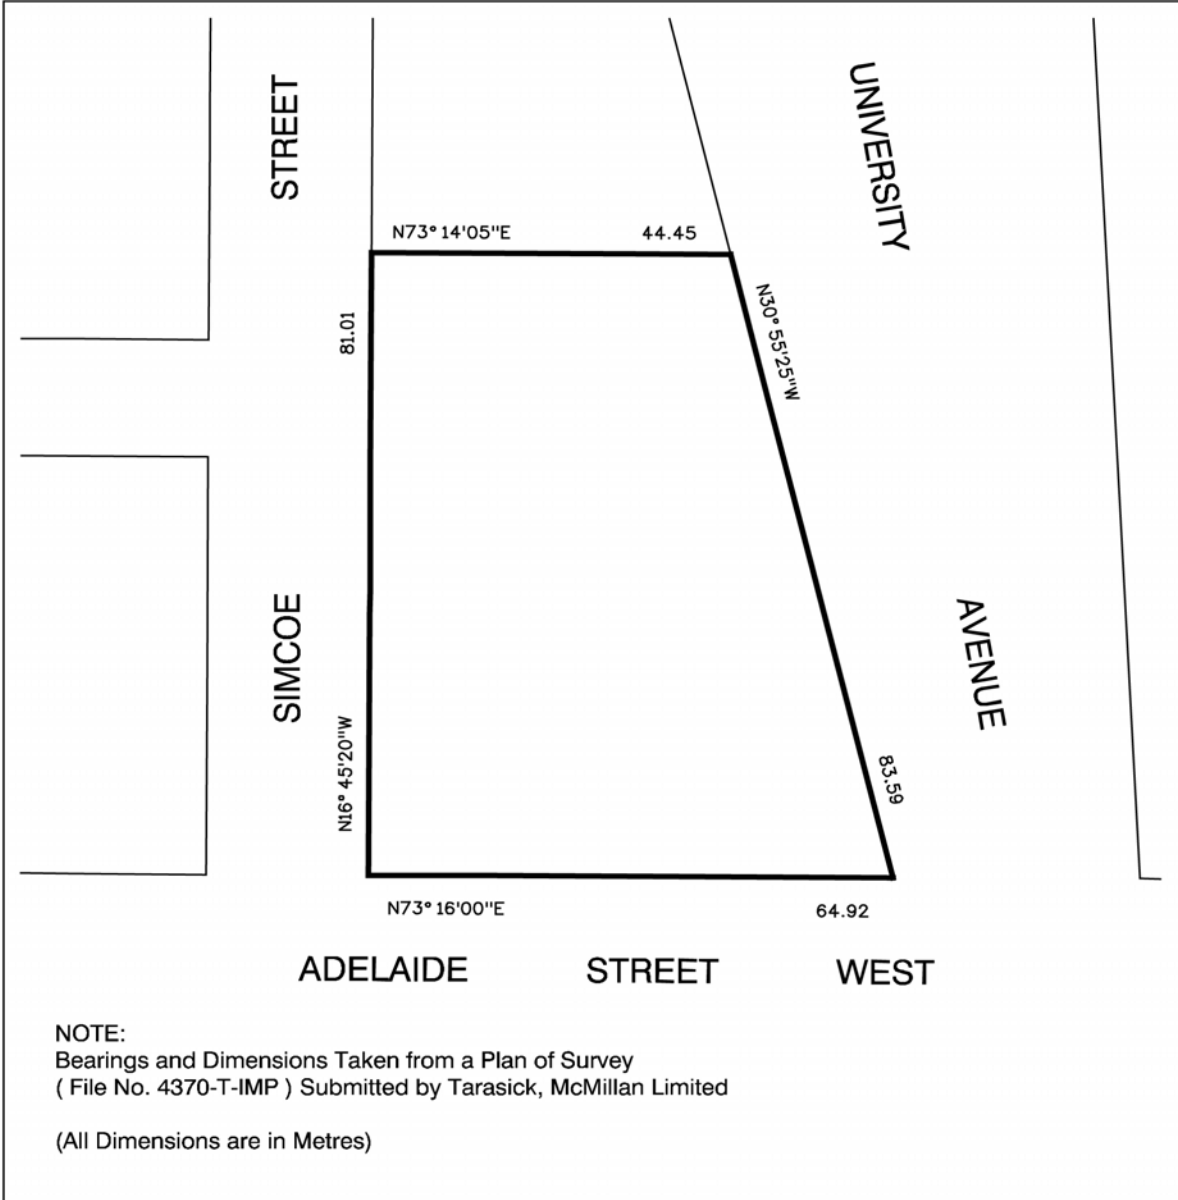 STREET
UNIVERSITY
N73° 14'05"E 44.45
81.01
N30° 55'25"W
SIMCOE
AVENUE
N16° 45'20"W
83.59
N73° 16'00"E 64.92
ADELAIDE STREET WEST
NOTE:
Bearings and Dimensions Taken from a Plan of Survey
( File No. 4370-T-IMP ) Submitted by Tarasick, McMillan Limited
(All Dimensions are in Metres)